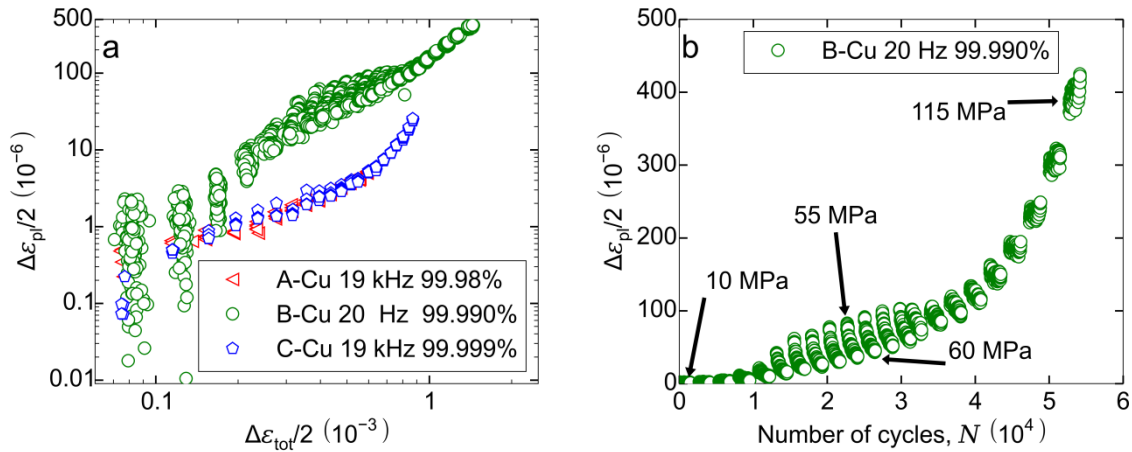 a
500
100
10
1
0.1
0.01
Δε_pl/2 (10⁻⁶)
A-Cu 19 kHz 99.98%
B-Cu 20 Hz 99.990%
C-Cu 19 kHz 99.999%
0.1
1
Δε_tot/2 (10⁻³)
b
B-Cu 20 Hz 99.990%
500
400
300
200
100
0
Δε_pl/2 (10⁻⁶)
115 MPa
55 MPa
10 MPa
60 MPa
0 1 2 3 4 5 6
Number of cycles, N (10⁴)